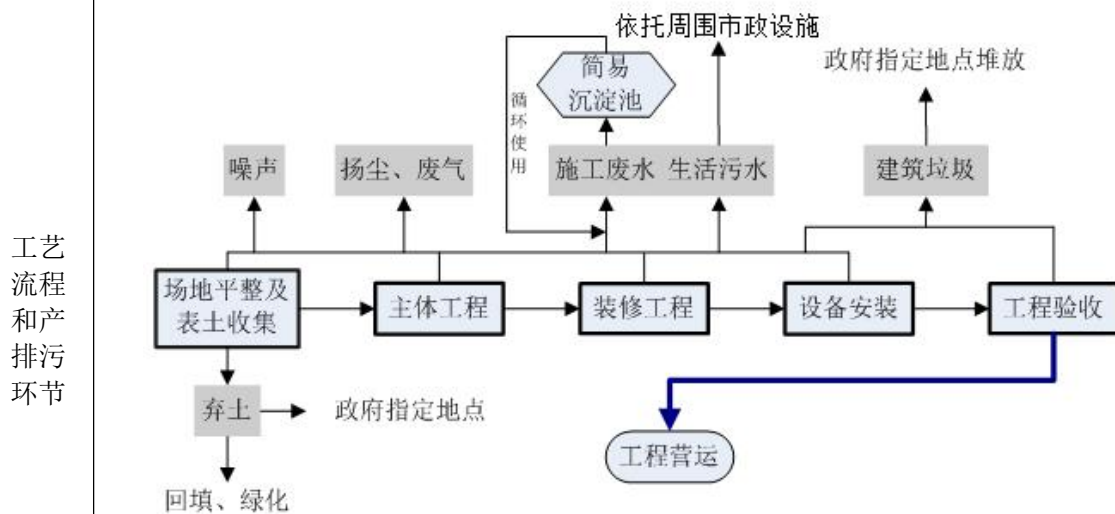 依托周围市政设施
简易
沉淀池
政府指定地点堆放
循环使用
噪声
扬尘、废气
施工废水
生活污水
建筑垃圾
工艺
流程
和产
排污
环节
场地平整及
表土收集
主体工程
装修工程
设备安装
工程验收
弃土
政府指定地点
工程营运
回填、绿化